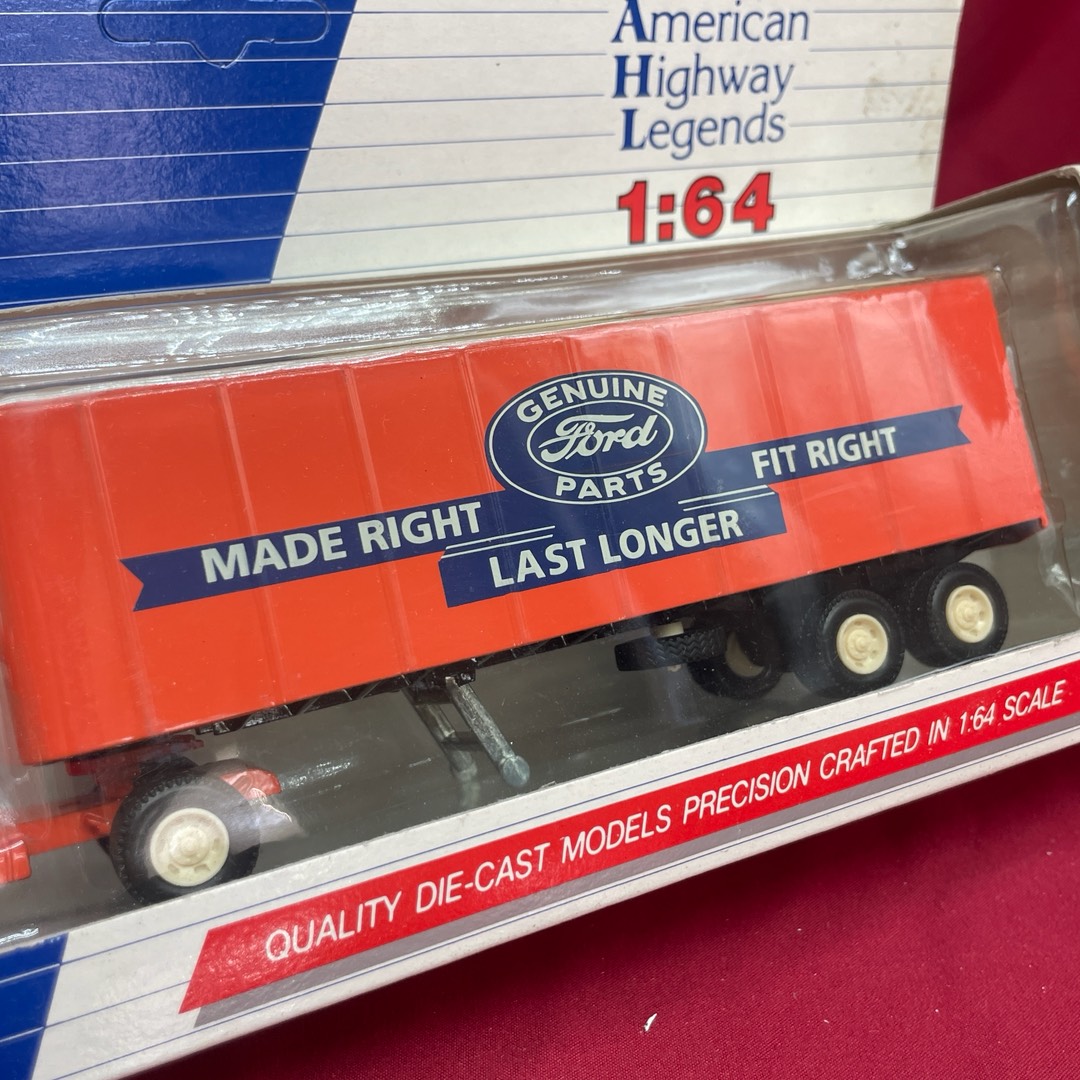 American
Highway
Legends
1:64
GENUINE
Ford
PARTS
MADE RIGHT
LAST LONGER
FIT RIGHT
QUALITY DIE-CAST MODELS PRECISION CRAFTED IN 1:64 SCALE